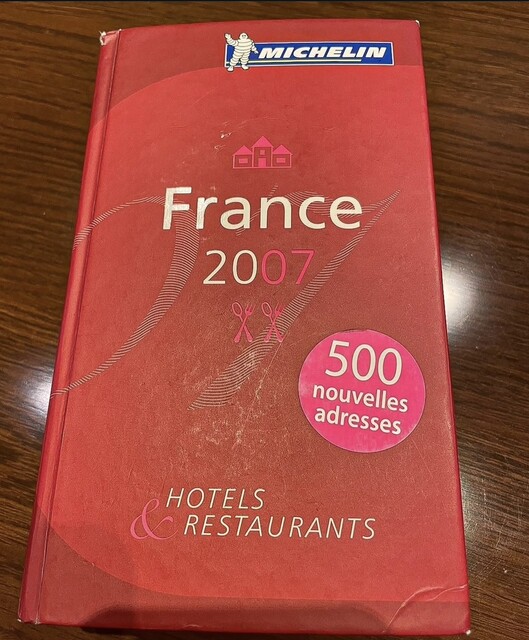 MICHELIN
France
2007
500
nouvelles
adresses
HOTELS
& RESTAURANTS